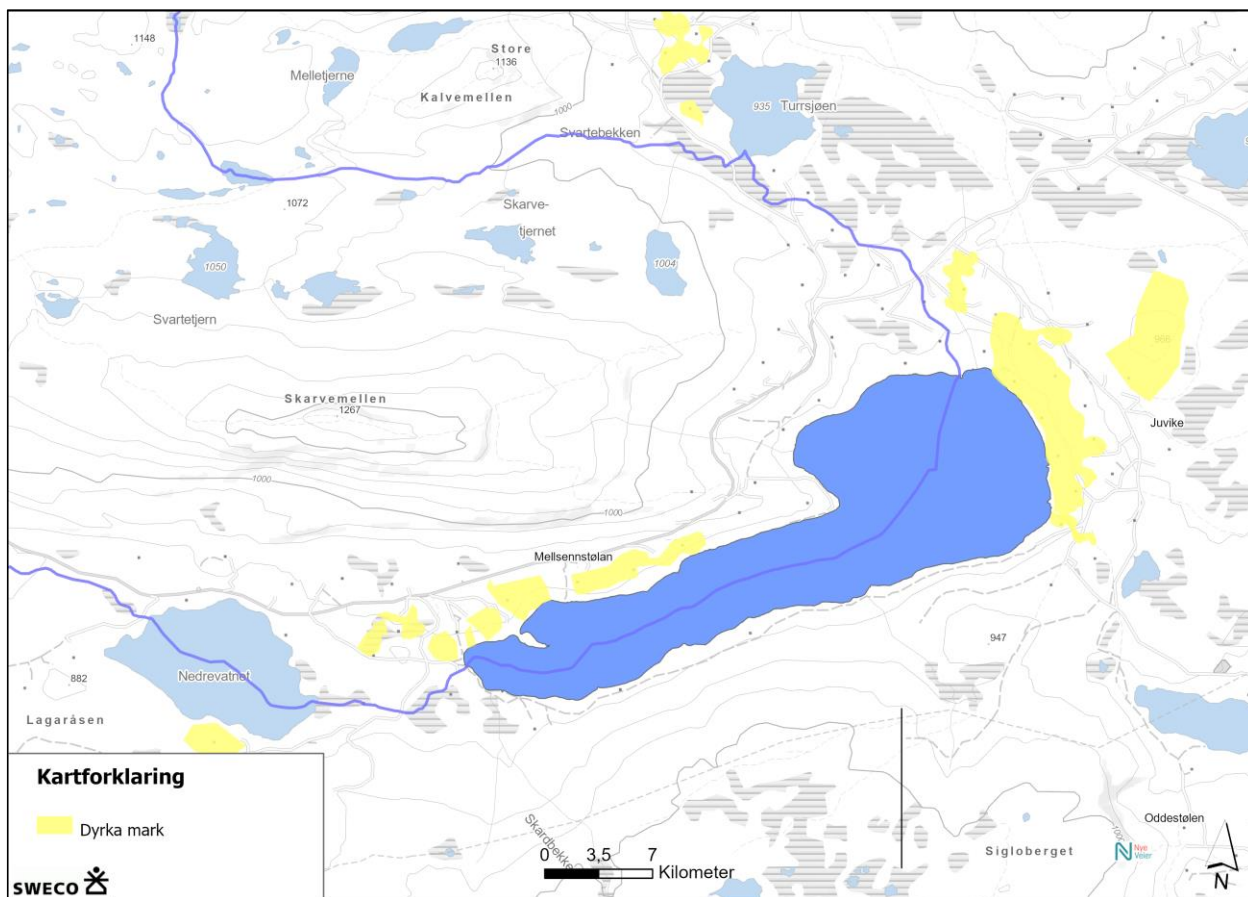 1148
Store
1136
Melletjerne
Kalvemellen
1000
935
Turrsjøen
Svartebekken
1072
Skarve-
tjernet
1050
1004
Svartetjern
966
Skarvemellen
1267
Juvike
1000
1000
Mellsennstølan
947
Nedrevatnet
882
Lagaråsen
Kartforklaring
Dyrka mark
Skardbekken
Oddestølen
Sigloberget
Nye
Veier
0 3,5 7
Kilometer
N
SWECO